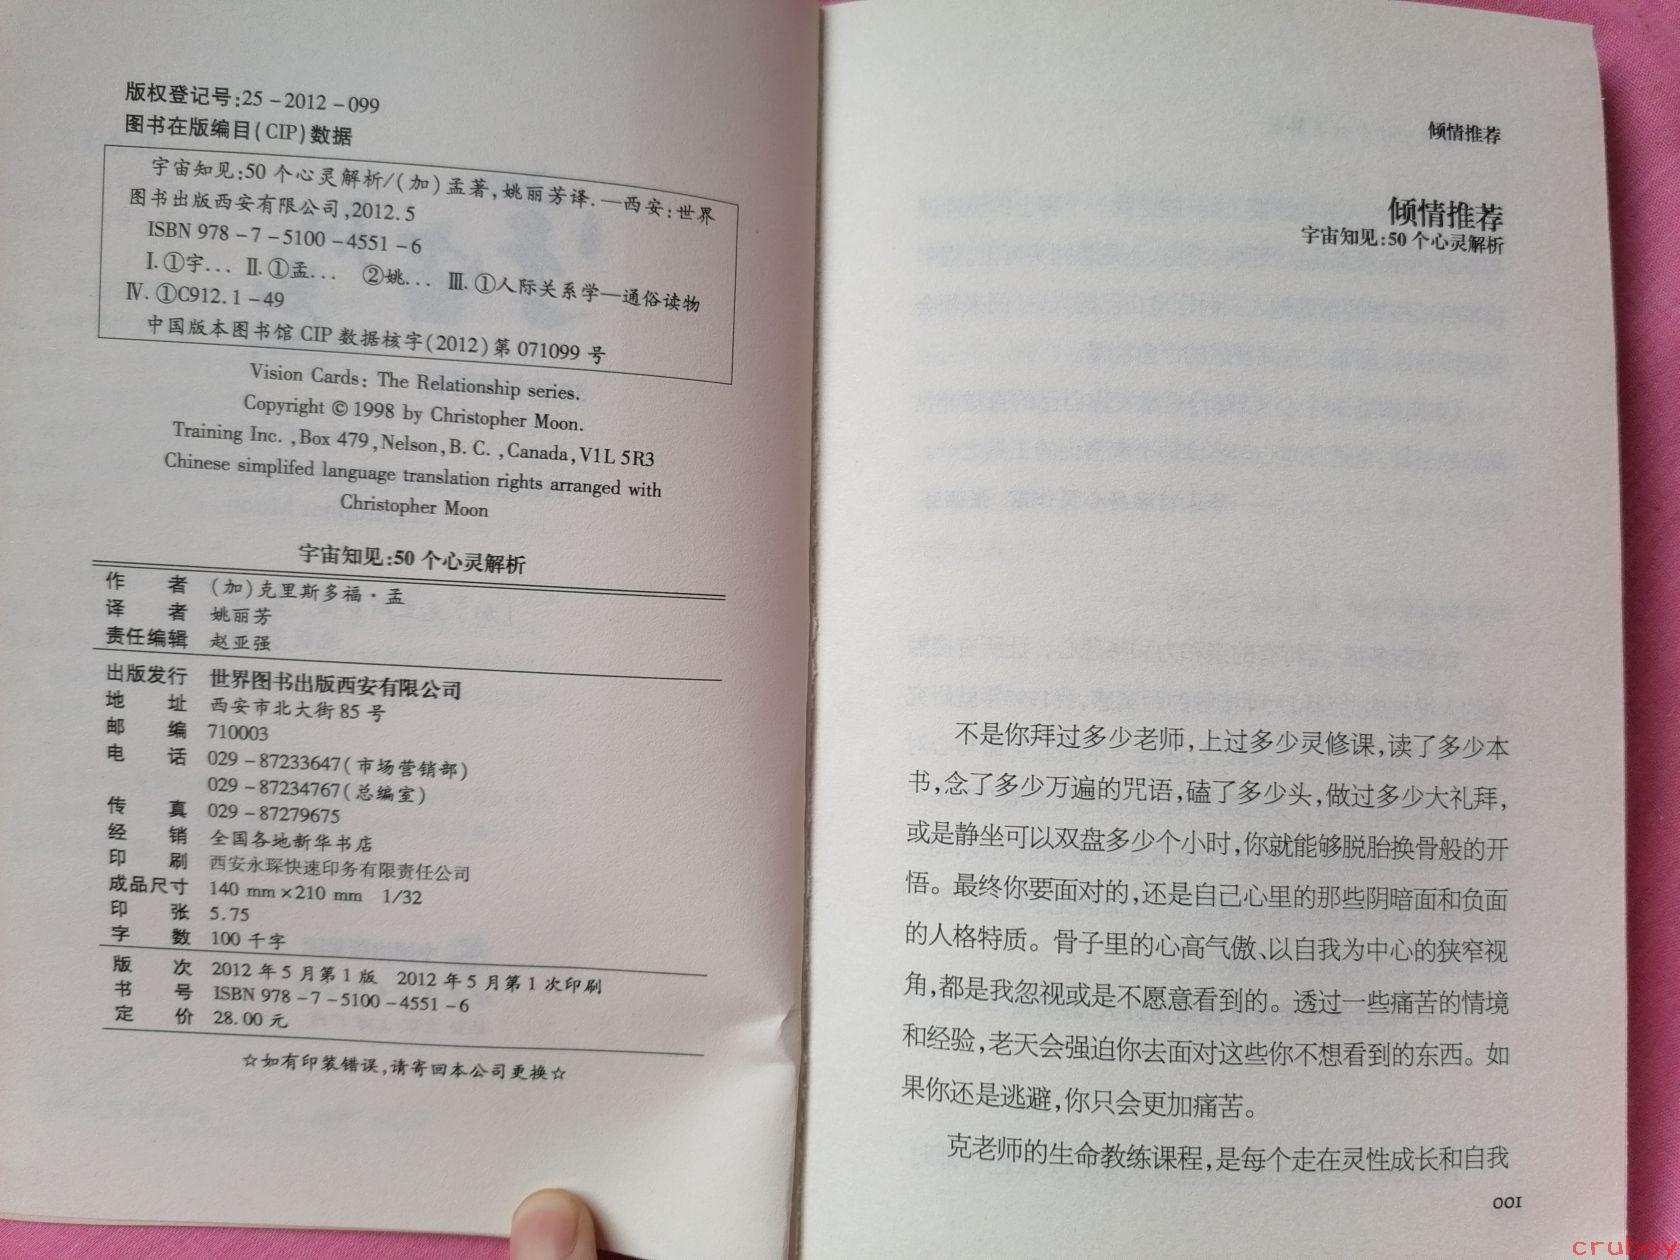 版权登记号:25-2012-099
图书在版编目(CIP)数据
宇宙知见:50个心灵解析/(加)孟著,姚丽芳译.—西安:世界
图书出版西安有限公司,2012.5
ISBN 978-7-5100-4551-6
Ⅰ.①宇... Ⅱ.①孟... ②姚... Ⅲ.①人际关系学—通俗读物
Ⅳ.①C912.1-49
中国版本图书馆CIP数据核字(2012)第071099号
Vision Cards: The Relationship series.
Copyright © 1998 by Christopher Moon.
Training Inc. ,Box 479,Nelson,B. C. ,Canada,V1L 5R3
Chinese simplifed language translation rights arranged with
Christopher Moon
宇宙知见:50个心灵解析
作 者 (加)克里斯多福·孟
译 者 姚丽芳
责任编辑 赵亚强
出版发行 世界图书出版西安有限公司
地 址 西安市北大街85号
邮 编 710003
电 话 029-87233647(市场营销部)
029-87234767(总编室)
传 真 029-87279675
经 销 全国各地新华书店
印 刷 西安永琛快速印务有限责任公司
成品尺寸 140 mm×210 mm 1/32
印 张 5.75
字 数 100千字
版 次 2012年5月第1版 2012年5月第1次印刷
书 号 ISBN 978-7-5100-4551-6
定 价 28.00元
☆如有印装错误,请寄回本公司更换☆
倾情推荐
倾情推荐
宇宙知见:50个心灵解析
不是你拜过多少老师,上过多少灵修课,读了多少本
书,念了多少万遍的咒语,磕了多少头,做过多少大礼拜,
或是静坐可以双盘多少个小时,你就能够脱胎换骨般的开
悟。最终你要面对的,还是自己心里的那些阴暗面和负面
的人格特质。骨子里的心高气傲、以自我为中心的狭窄视
角,都是我忽视或是不愿意看到的。透过一些痛苦的情境
和经验,老天会强迫你去面对这些你不想看到的东西。如
果你还是逃避,你只会更加痛苦。
克老师的生命教练课程,是每个走在灵性成长和自我
001